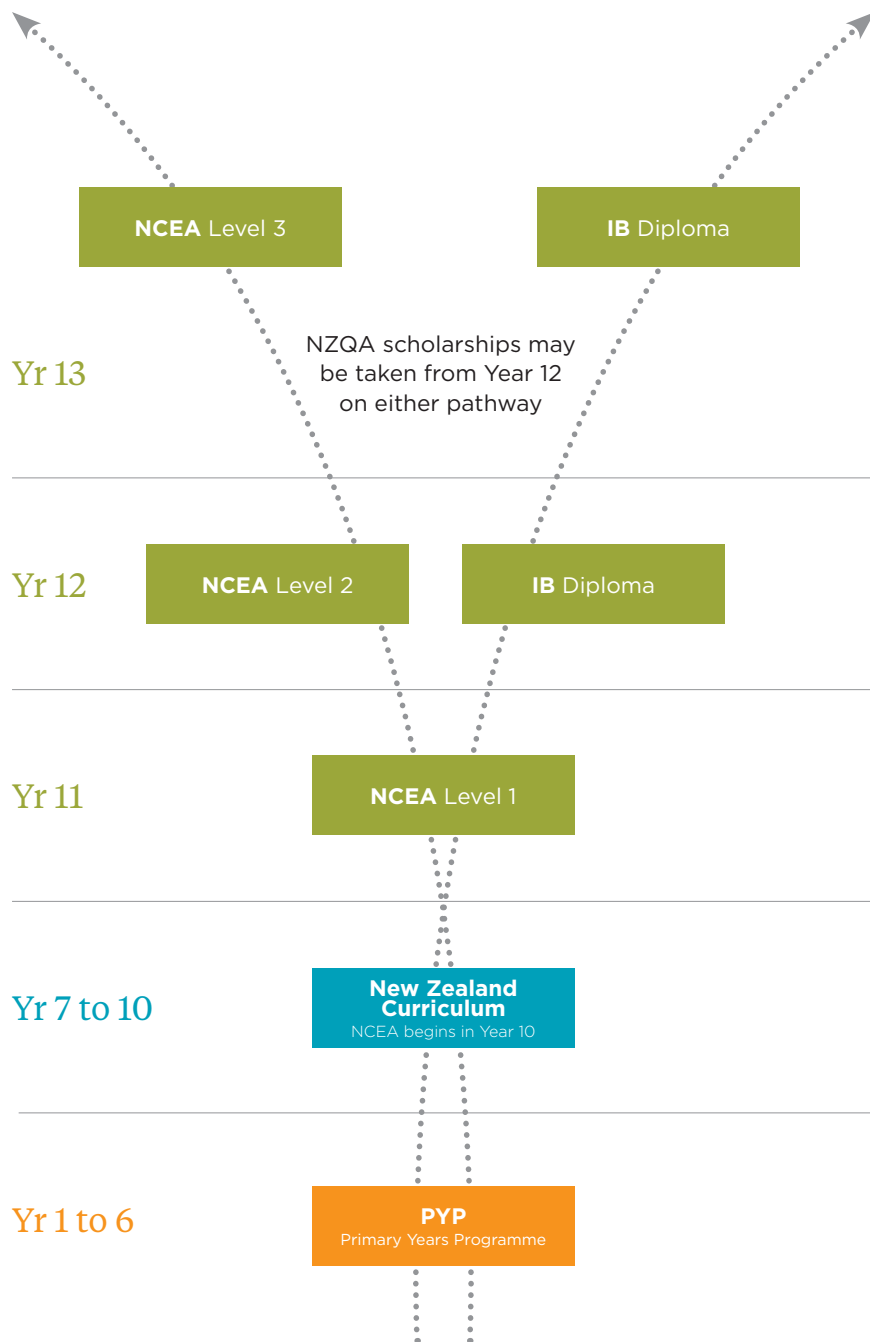 NCEA Level 3
IB Diploma
NZQA scholarships may
be taken from Year 12
on either pathway
Yr 13
Yr 12
NCEA Level 2
IB Diploma
Yr 11
NCEA Level 1
Yr 7 to 10
New Zealand
Curriculum
NCEA begins in Year 10
Yr 1 to 6
PYP
Primary Years Programme